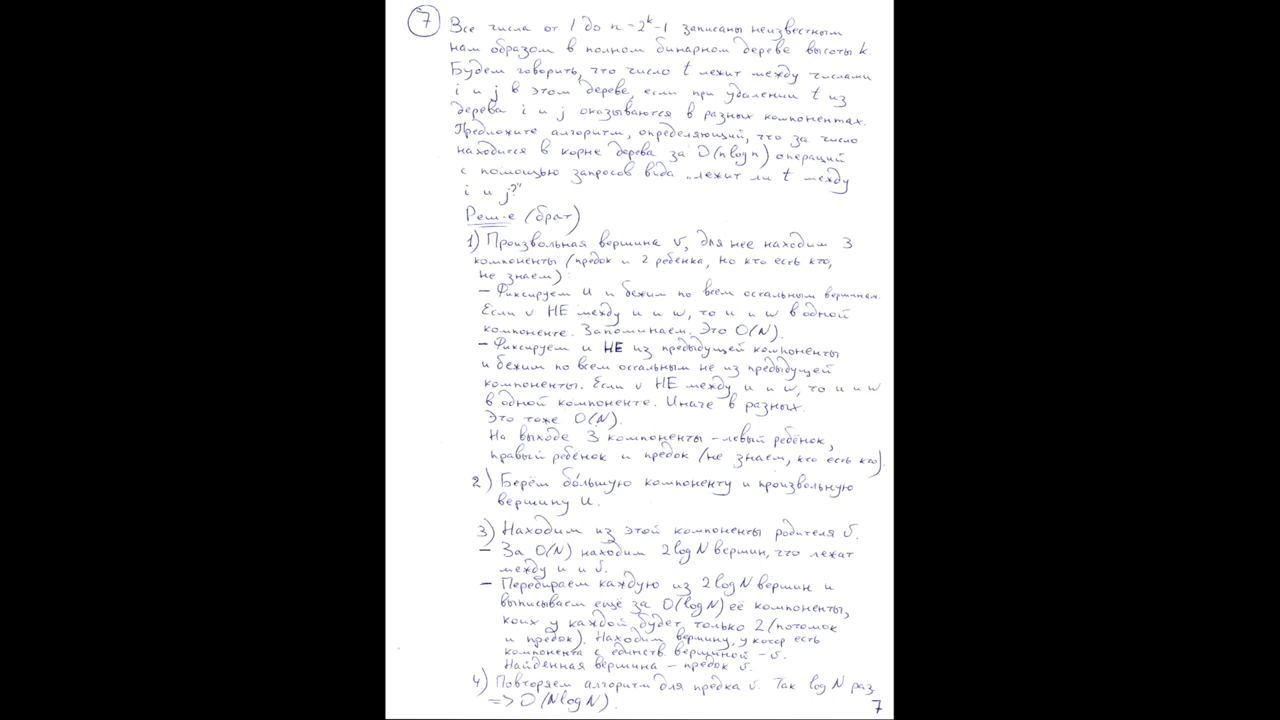 7
Все числа от 1 до n = 2^k-1 записаны неизвестным
нам образом в полном бинарном дереве высоты k.
Будем говорить, что число t лежит между числами
i и j в этом дереве, если при удалении t из
дерева i и j оказываются в разных компонентах.
Предложите алгоритм, определяющий, что за число
находится в корне дерева за O(n log n) операций
с помощью запросов вида „лежит ли t между
i и j?"
Реш-е (брат)
1) Произвольная вершина v, для нее находим 3
компоненты (предок и 2 ребенка, но кто есть кто,
не знаем):
– Фиксируем u и бежим по всем остальным вершинам.
Если v НЕ между u и w, то u и w в одной
компоненте. Запоминаем. Это O(N).
– Фиксируем u НЕ из предыдущей компоненты
и бежим по всем остальным не из предыдущей
компоненты. Если v НЕ между u и w, то u и w
в одной компоненте. Иначе в разных.
Это тоже O(N).
На выходе 3 компоненты – левый ребёнок,
правый ребёнок и предок (не знаем, кто есть кто).
2) Берём бо́льшую компоненту и произвольную
вершину u.
3) Находим из этой компоненты родителя v.
– За O(N) находим 2 log N вершин, что лежат
между u и v.
– Перебираем каждую из 2 log N вершин и
выписываем ещё за O(log N) её компоненты,
коих у каждой будет только 2 (потомок
и предок). Находим вершину, у котор есть
компонента с единств. вершиной – v.
Найденная вершина – предок v.
4) Повторяем алгоритм для предка v. Так log N раз
=> O(N log N).
7